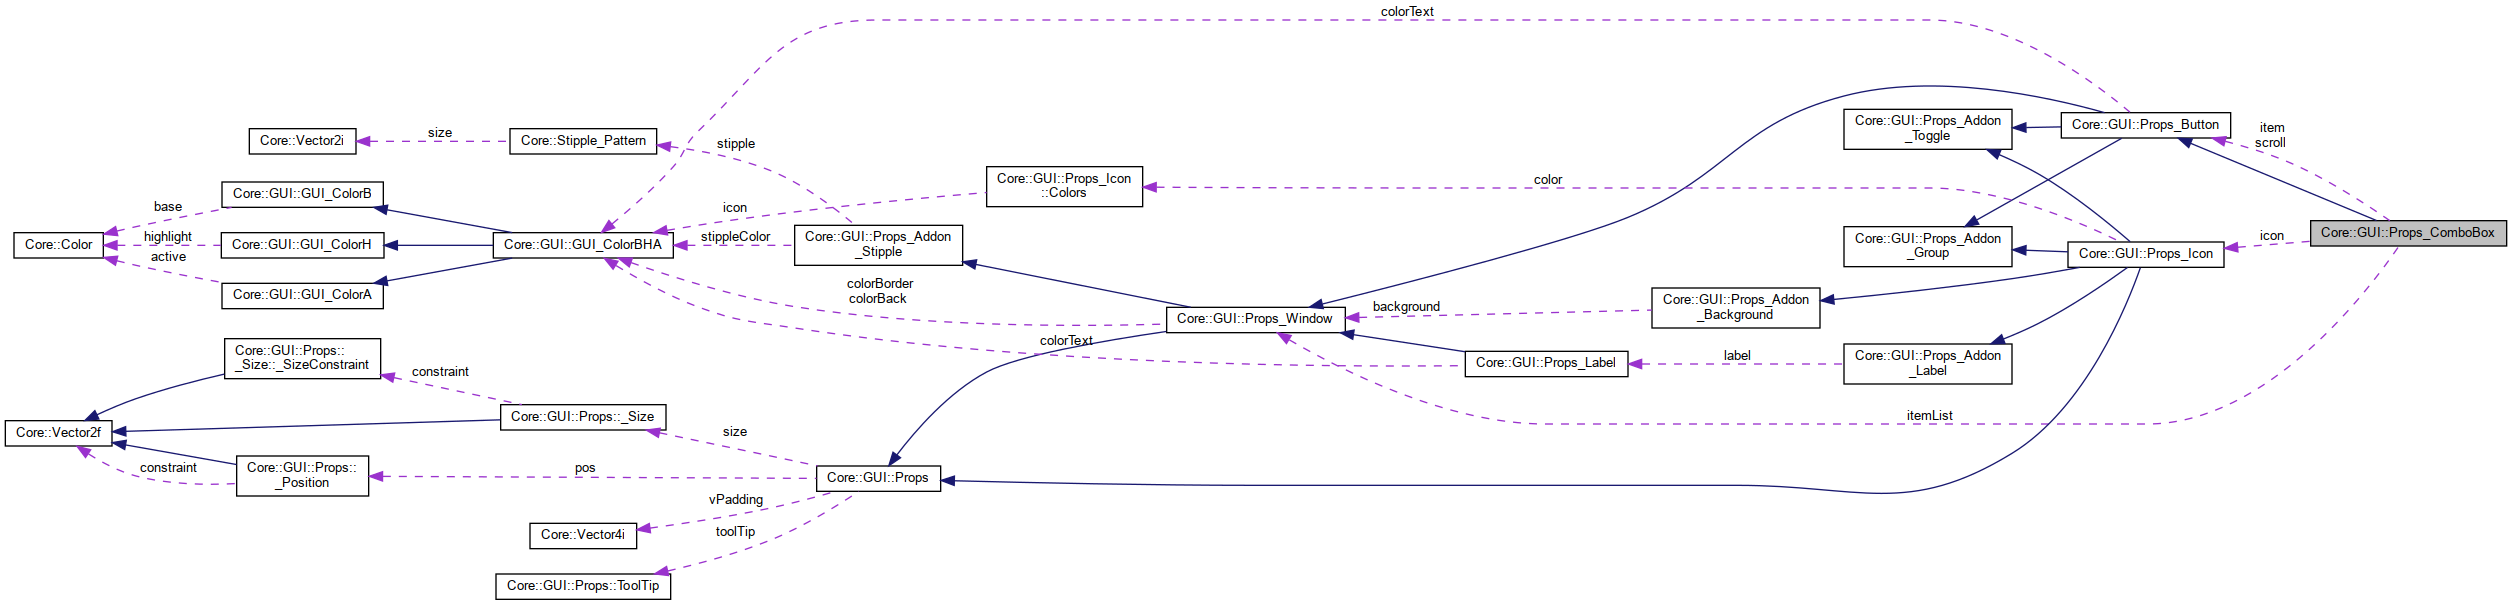 colorText
Core::Vector2i
size
Core::Stipple_Pattern
stipple
Core::GUI::Props_Addon
_Toggle
Core::GUI::Props_Button
item
scroll
Core::GUI::GUI_ColorB
base
Core::Color
highlight
active
Core::GUI::GUI_ColorH
Core::GUI::GUI_ColorA
Core::GUI::GUI_ColorBHA
icon
stippleColor
Core::GUI::Props_Icon
::Colors
color
Core::GUI::Props_Addon
_Stipple
colorBorder
colorBack
Core::GUI::Props_Addon
_Group
Core::GUI::Props_Icon
icon
Core::GUI::Props_ComboBox
Core::GUI::Props_Window
background
Core::GUI::Props_Addon
_Background
colorText
Core::GUI::Props_Label
label
Core::GUI::Props_Addon
_Label
itemList
Core::GUI::Props::
_Size::_SizeConstraint
constraint
Core::GUI::Props::_Size
Core::Vector2f
size
constraint
Core::GUI::Props::
_Position
pos
Core::GUI::Props
vPadding
Core::Vector4i
toolTip
Core::GUI::Props::ToolTip